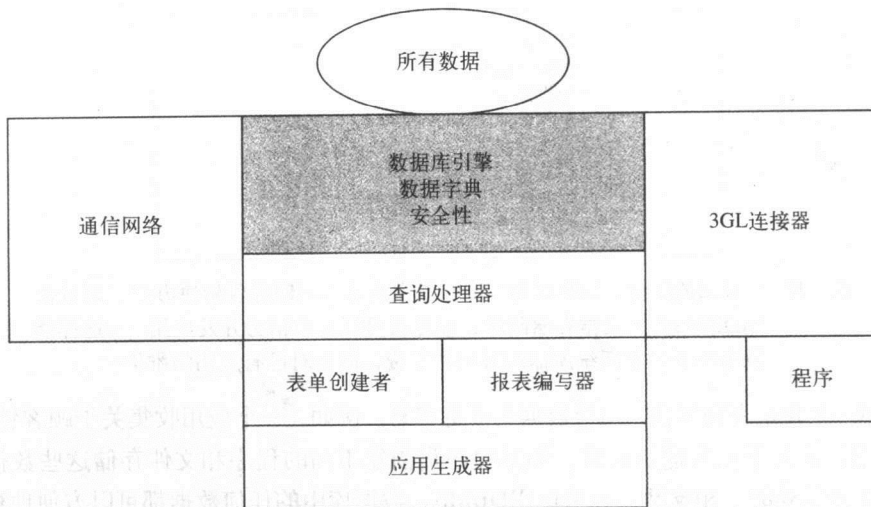 所有数据
数据库引擎
数据字典
安全性
通信网络
3GL连接器
查询处理器
表单创建者
报表编写器
程序
应用生成器